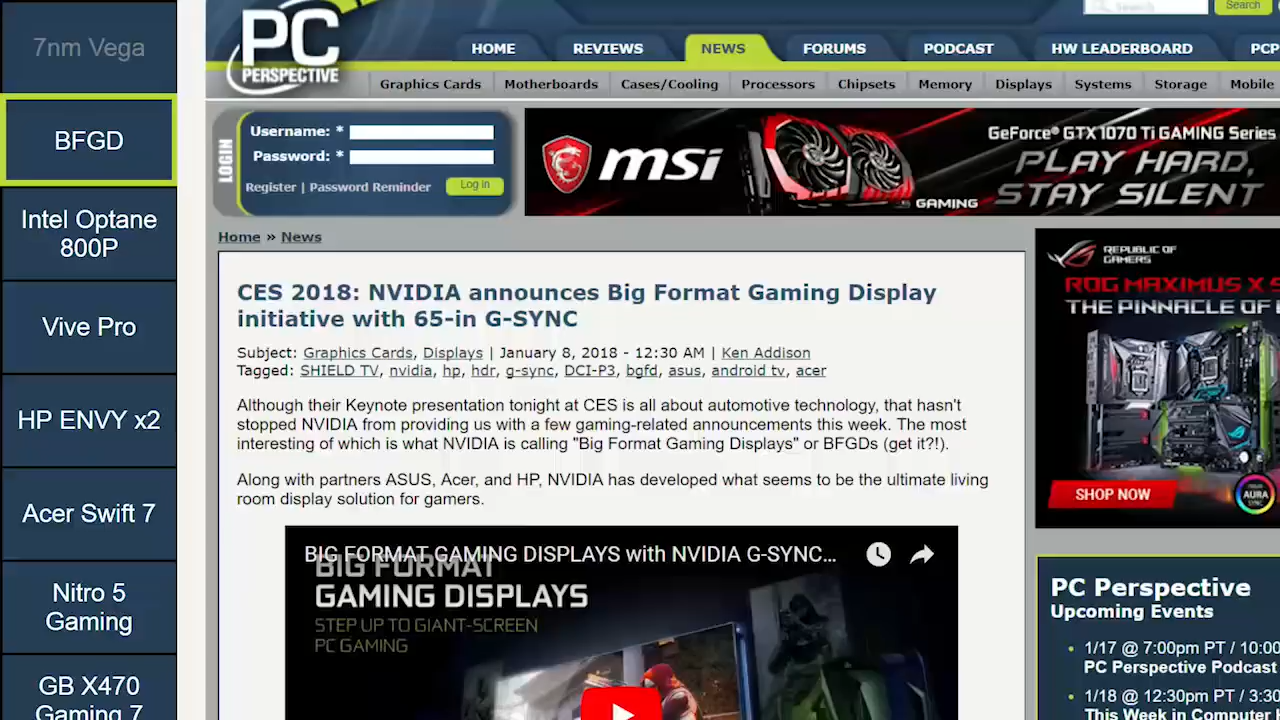 7nm Vega
BFGD
Intel Optane
800P
Vive Pro
HP ENVY x2
Acer Swift 7
Nitro 5
Gaming
GB X470
Gaming 7
PC
PERSPECTIVE
Search
Search
HOME
REVIEWS
NEWS
FORUMS
PODCAST
HW LEADERBOARD
PCP
Graphics Cards
Motherboards
Cases/Cooling
Processors
Chipsets
Memory
Displays
Systems
Storage
Mobile
LOGIN
Username: *
Password: *
Register | Password Reminder
Log in
msi
GAMING
GeForce® GTX 1070 Ti GAMING Series
PLAY HARD,
STAY SILENT
Home » News
CES 2018: NVIDIA announces Big Format Gaming Display
initiative with 65-in G-SYNC
Subject: Graphics Cards, Displays | January 8, 2018 - 12:30 AM | Ken Addison
Tagged: SHIELD TV, nvidia, hp, hdr, g-sync, DCI-P3, bgfd, asus, android tv, acer
Although their Keynote presentation tonight at CES is all about automotive technology, that hasn't
stopped NVIDIA from providing us with a few gaming-related announcements this week. The most
interesting of which is what NVIDIA is calling "Big Format Gaming Displays" or BFGDs (get it?!).
Along with partners ASUS, Acer, and HP, NVIDIA has developed what seems to be the ultimate living
room display solution for gamers.
BIG FORMAT GAMING DISPLAYS with NVIDIA G-SYNC...
BIG FORMAT
GAMING DISPLAYS
STEP UP TO GIANT-SCREEN
PC GAMING
REPUBLIC OF
GAMERS
ROG MAXIMUS X
THE PINNACLE OF
SHOP NOW
AURA
SYNC
PC Perspective
Upcoming Events
1/17 @ 7:00pm PT / 10:00
PC Perspective Podcast
1/18 @ 12:30pm PT / 3:30
This Week in Computer